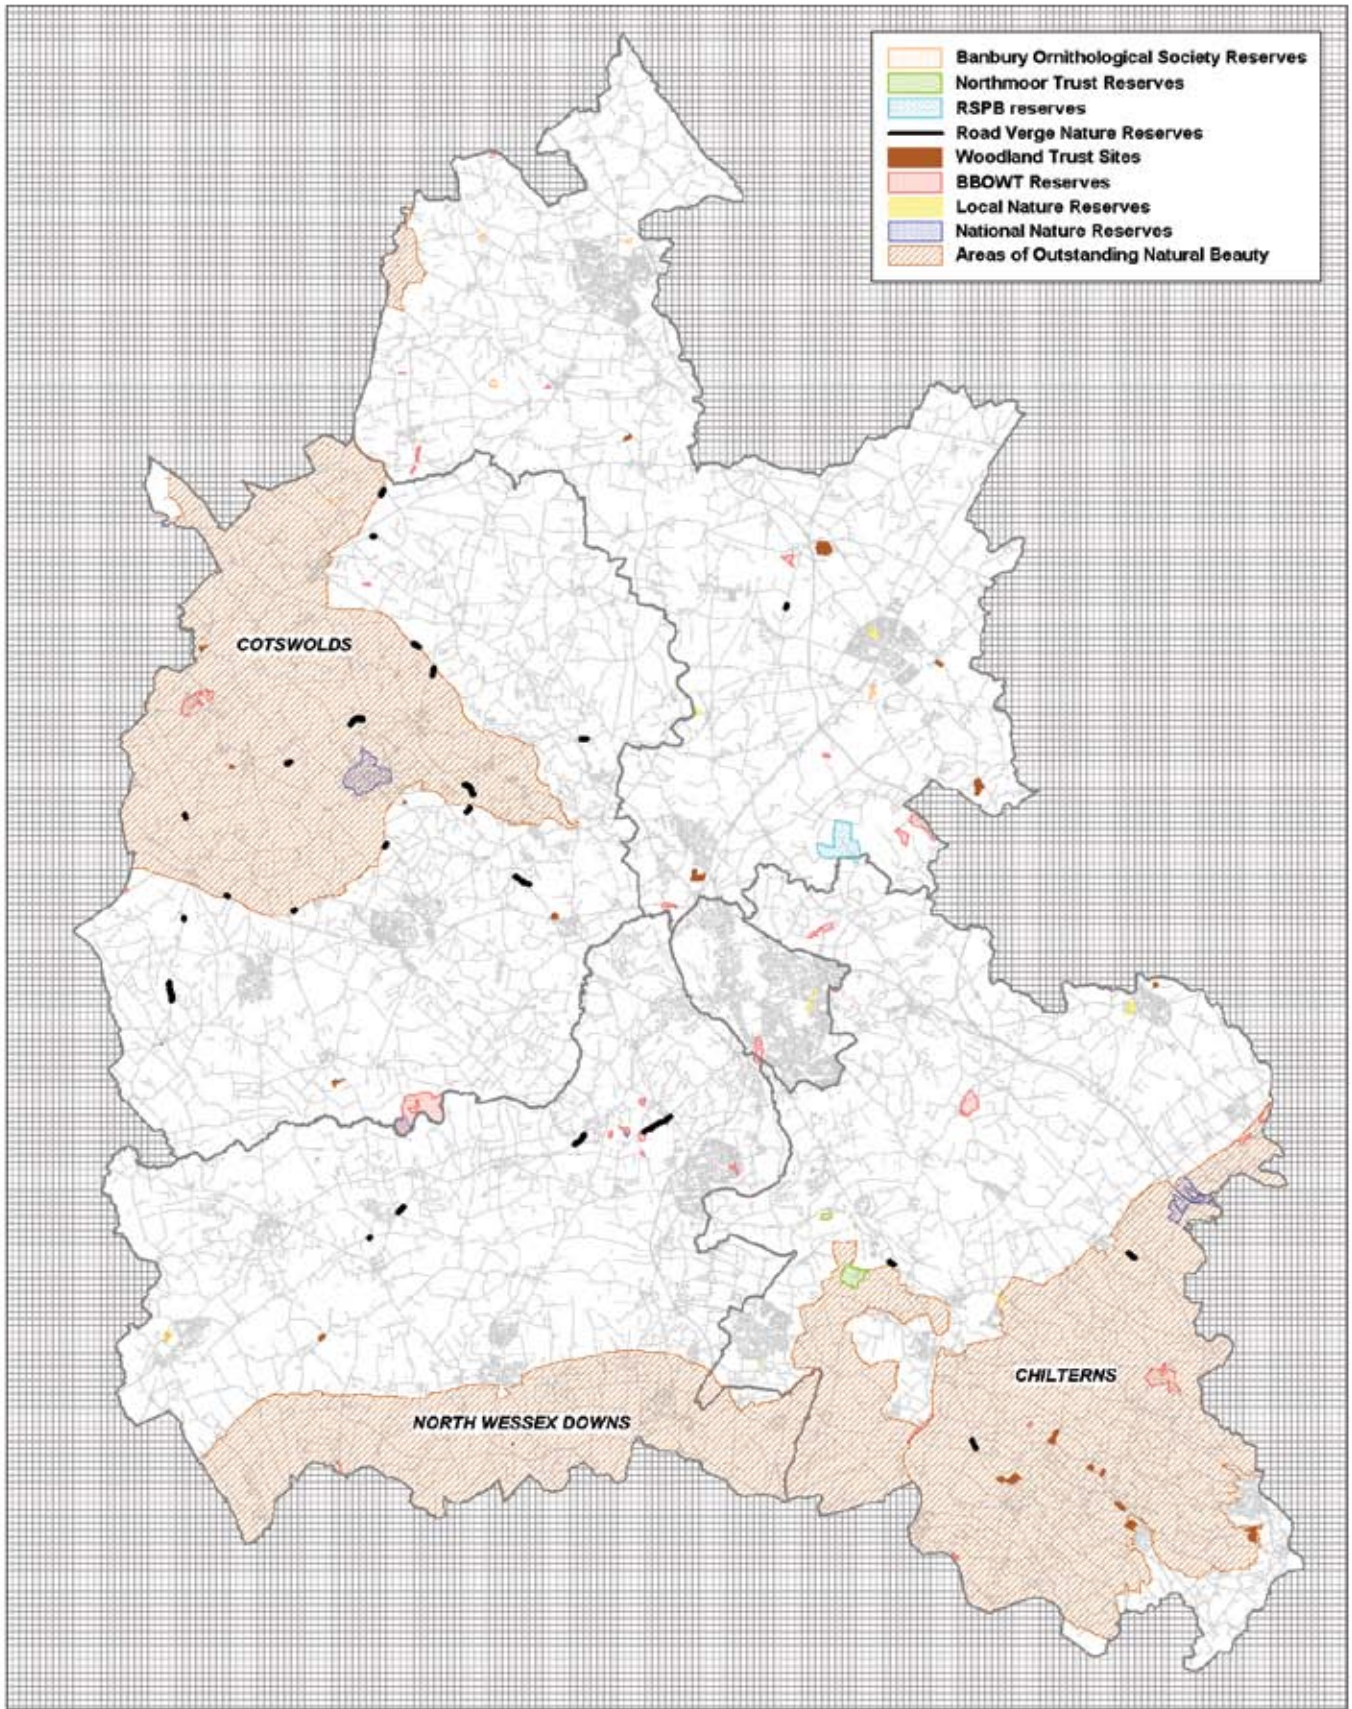 Banbury Ornithological Society Reserves
Northmoor Trust Reserves
RSPB reserves
Road Verge Nature Reserves
Woodland Trust Sites
BBOWT Reserves
Local Nature Reserves
National Nature Reserves
Areas of Outstanding Natural Beauty
COTSWOLDS
CHILTERNS
NORTH WESSEX DOWNS